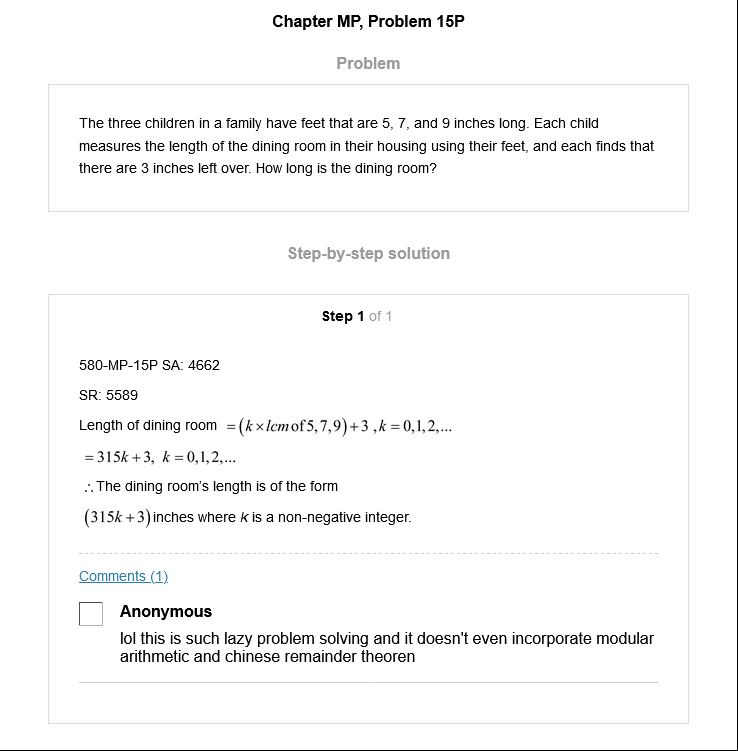 Chapter MP, Problem 15P
Problem
The three children in a family have feet that are 5, 7, and 9 inches long. Each child
measures the length of the dining room in their housing using their feet, and each finds that
there are 3 inches left over. How long is the dining room?
Step-by-step solution
Step 1 of 1
580-MP-15P SA: 4662
SR: 5589
Length of dining room = (k × lcm of 5, 7, 9) + 3 , k = 0,1,2,...
= 315k + 3, k = 0,1,2,...
∴ The dining room's length is of the form
(315k + 3) inches where k is a non-negative integer.
Comments (1)
Anonymous
lol this is such lazy problem solving and it doesn't even incorporate modular
arithmetic and chinese remainder theoren